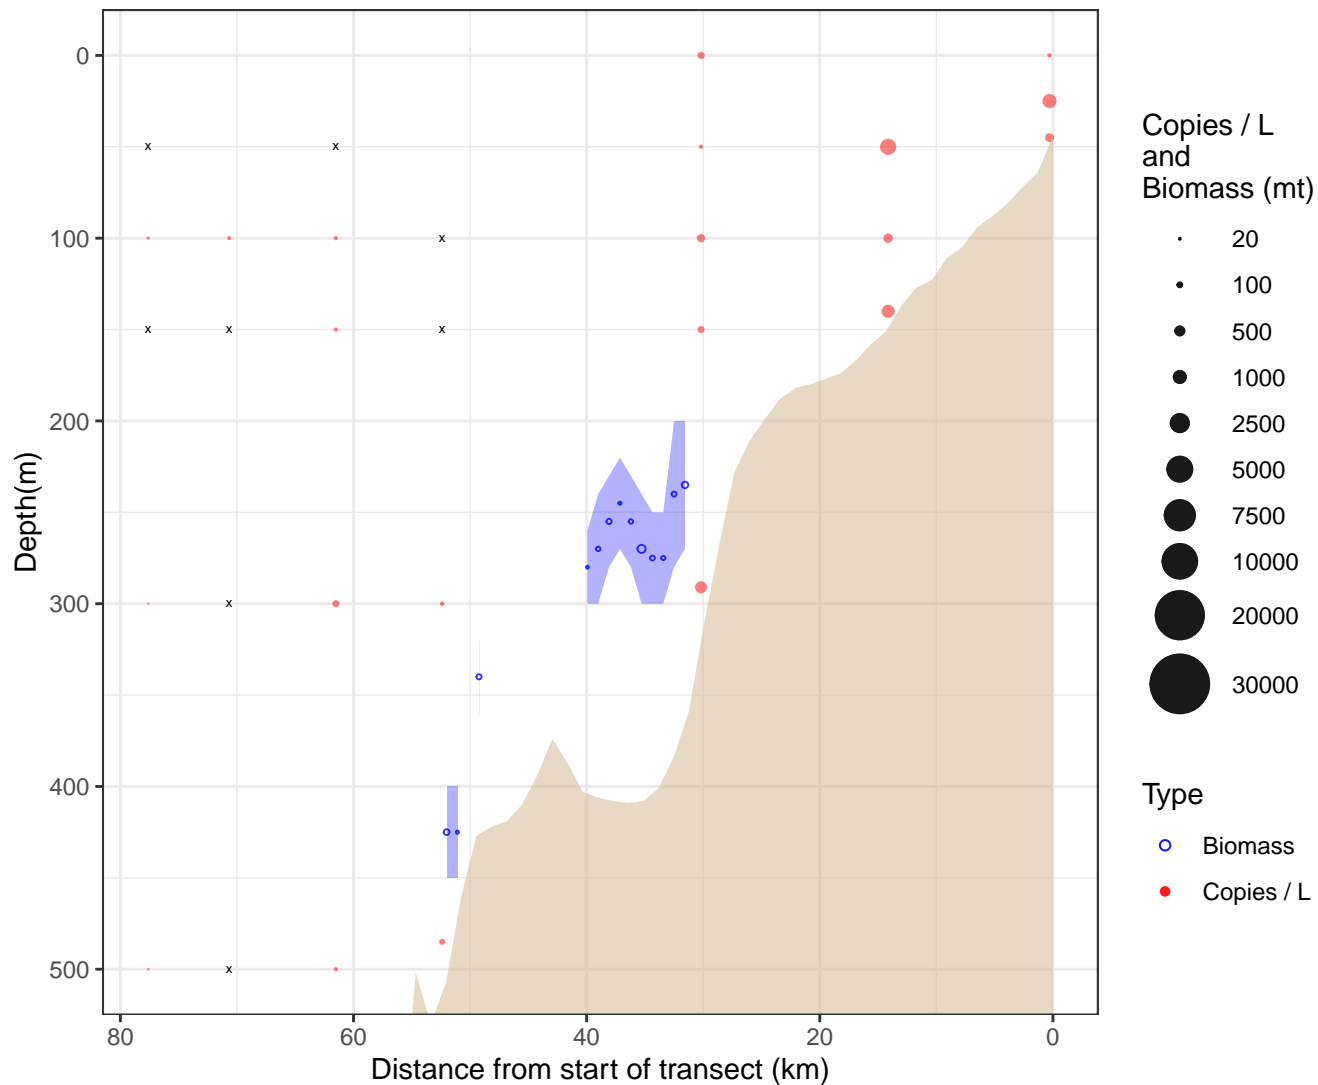 0
100
200
300
400
500
Depth(m)
x x
x
x x x
x
x
80 60 40 20 0
Distance from start of transect (km)
Copies / L
and
Biomass (mt)
20
100
500
1000
2500
5000
7500
10000
20000
30000
Type
Biomass
Copies / L